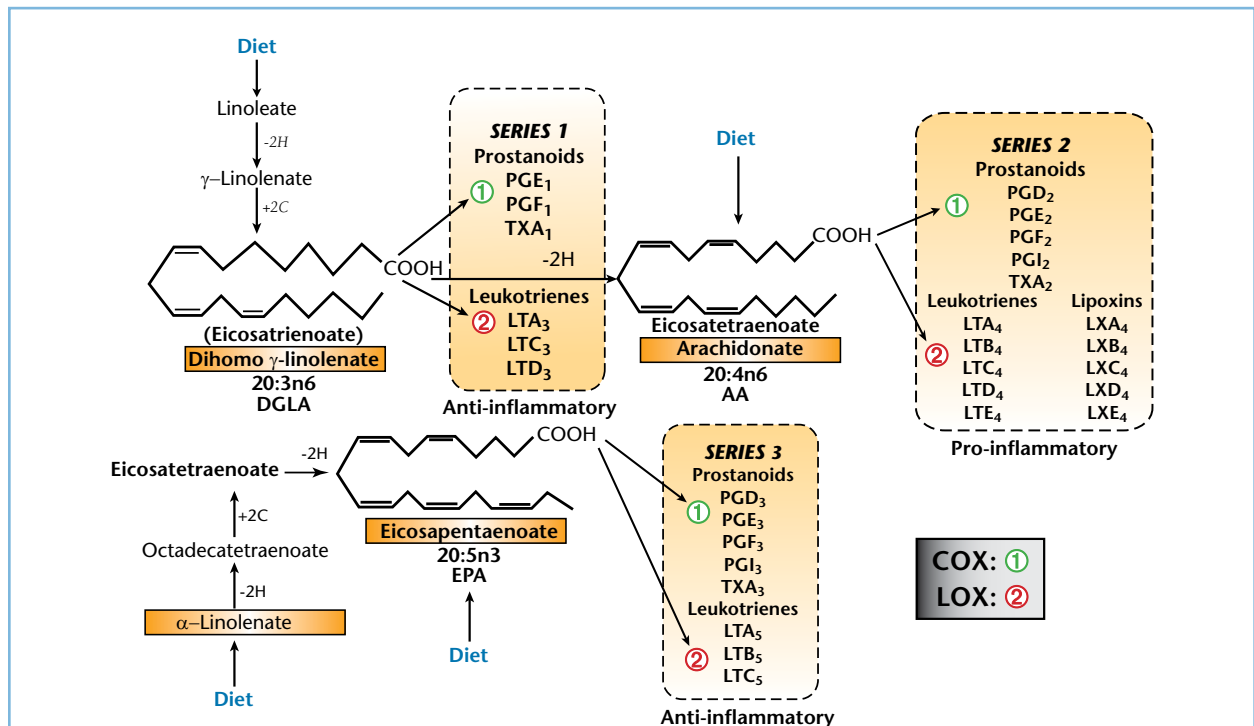 Diet
Linoleate
-2H
γ–Linolenate
+2C
COOH
(Eicosatrienoate)
Dihomo γ-linolenate
20:3n6
DGLA
SERIES 1
Prostanoids
① PGE₁
PGF₁
TXA₁
-2H
Leukotrienes
② LTA₃
LTC₃
LTD₃
Anti-inflammatory
Diet
COOH
Eicosatetraenoate
Arachidonate
20:4n6
AA
SERIES 2
Prostanoids
① PGD₂
PGE₂
PGF₂
PGI₂
TXA₂
Leukotrienes
② LTA₄
LTB₄
LTC₄
LTD₄
LTE₄
Lipoxins
LXA₄
LXB₄
LXC₄
LXD₄
LXE₄
Pro-inflammatory
Eicosatetraenoate
-2H
+2C
Octadecatetraenoate
-2H
α–Linolenate
Diet
COOH
Eicosapentaenoate
20:5n3
EPA
Diet
SERIES 3
Prostanoids
① PGD₃
PGE₃
PGF₃
PGI₃
TXA₃
Leukotrienes
② LTA₅
LTB₅
LTC₅
Anti-inflammatory
COX: ①
LOX: ②